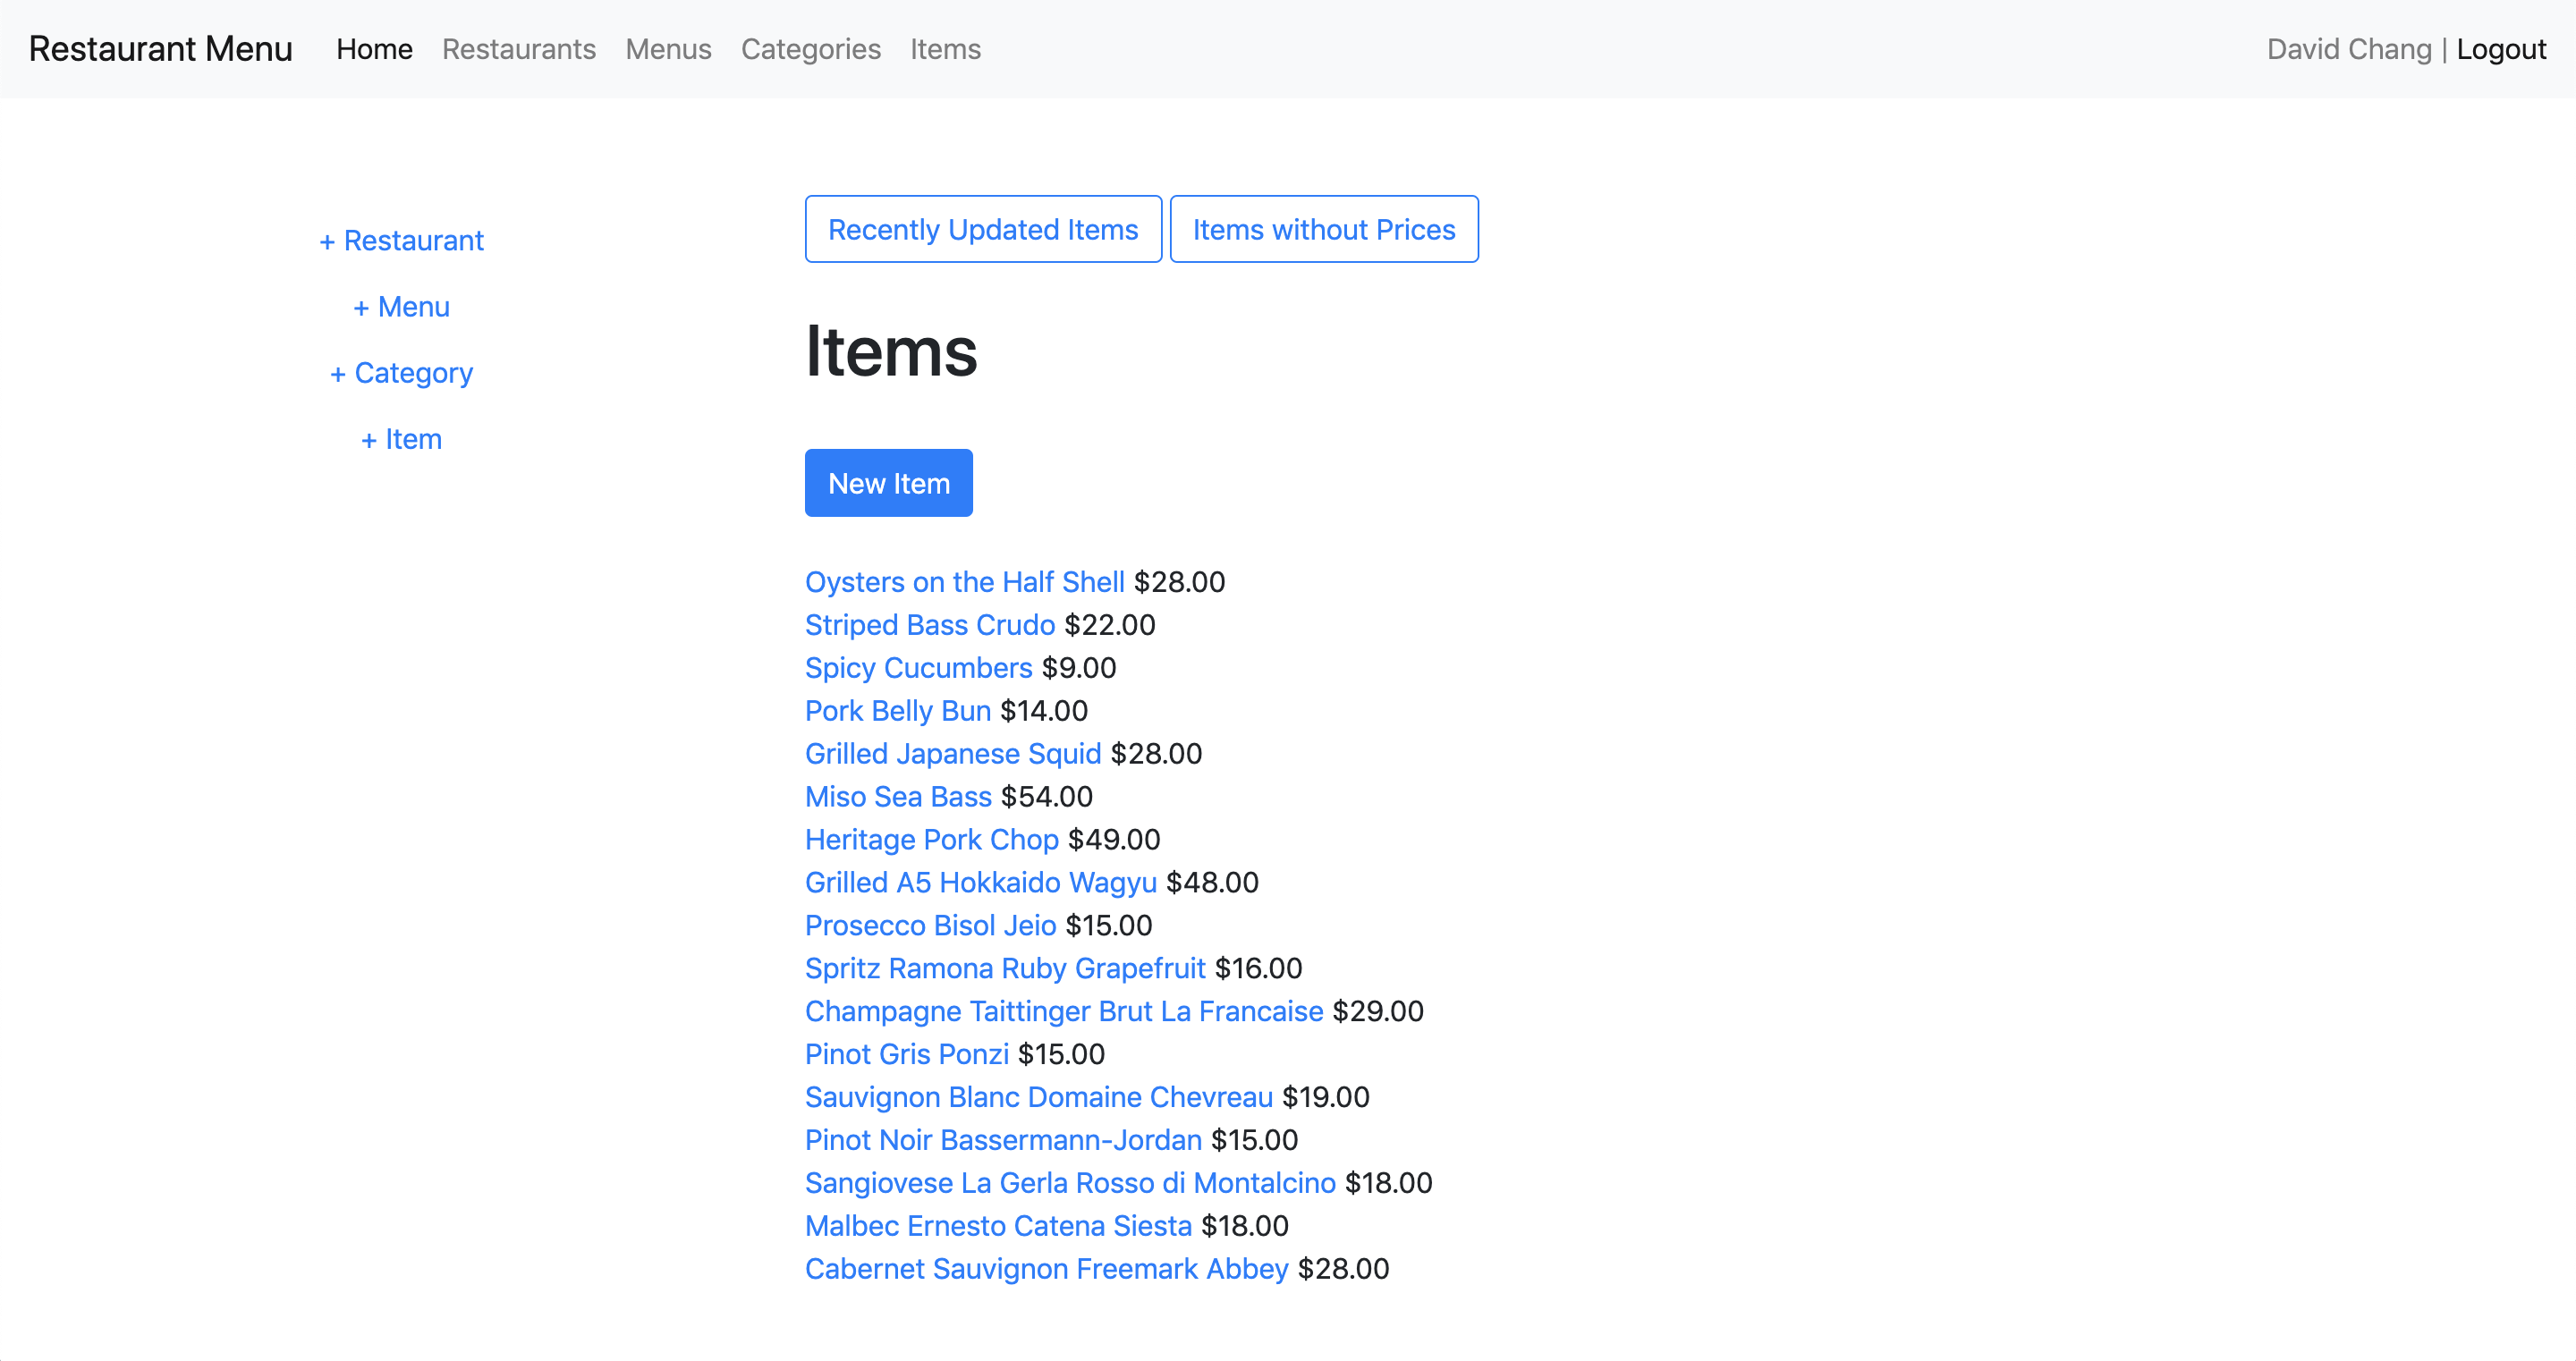 Restaurant Menu Home Restaurants Menus Categories Items David Chang | Logout
+ Restaurant
+ Menu
+ Category
+ Item
Recently Updated Items Items without Prices
Items
New Item
Oysters on the Half Shell $28.00
Striped Bass Crudo $22.00
Spicy Cucumbers $9.00
Pork Belly Bun $14.00
Grilled Japanese Squid $28.00
Miso Sea Bass $54.00
Heritage Pork Chop $49.00
Grilled A5 Hokkaido Wagyu $48.00
Prosecco Bisol Jeio $15.00
Spritz Ramona Ruby Grapefruit $16.00
Champagne Taittinger Brut La Francaise $29.00
Pinot Gris Ponzi $15.00
Sauvignon Blanc Domaine Chevreau $19.00
Pinot Noir Bassermann-Jordan $15.00
Sangiovese La Gerla Rosso di Montalcino $18.00
Malbec Ernesto Catena Siesta $18.00
Cabernet Sauvignon Freemark Abbey $28.00